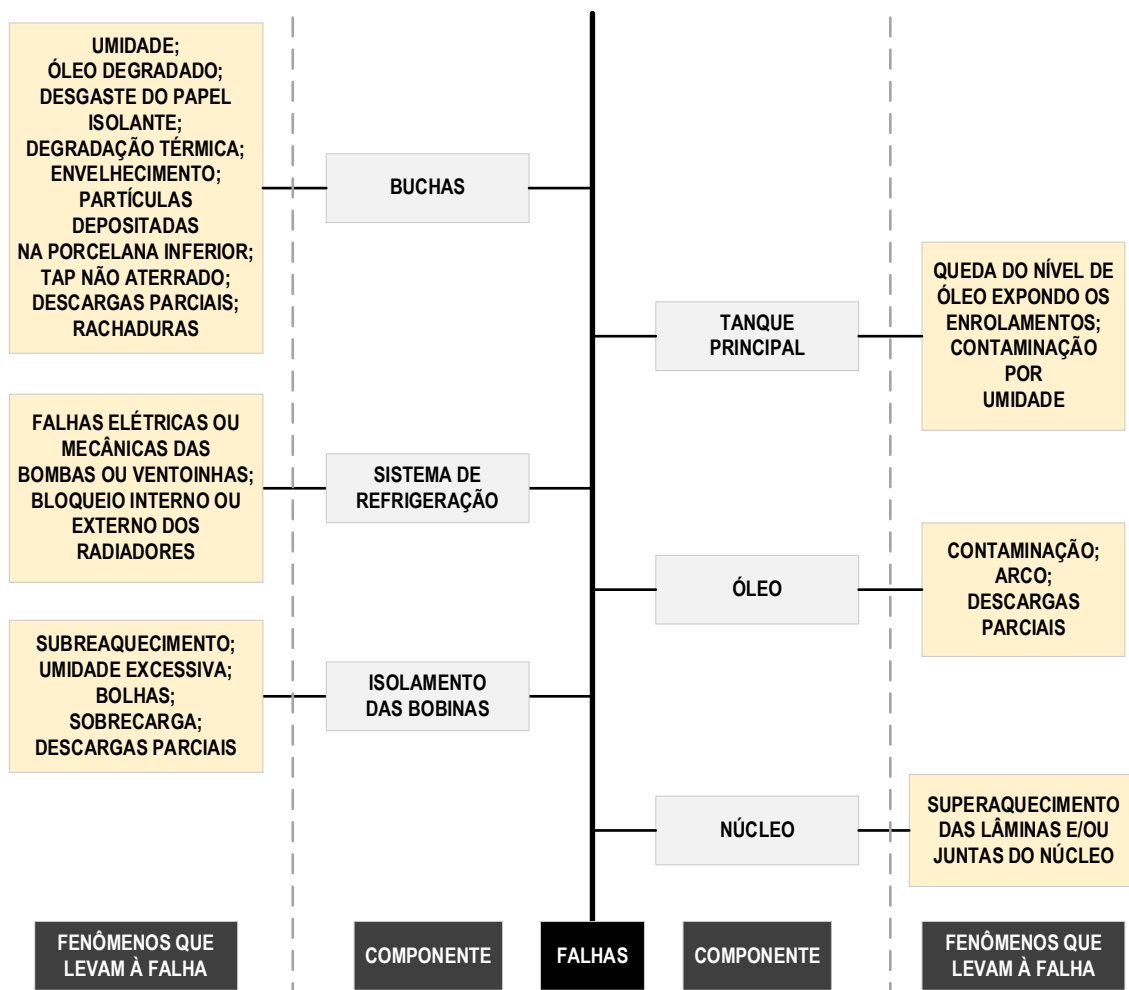 UMIDADE;
ÓLEO DEGRADADO;
DESGASTE DO PAPEL
ISOLANTE;
DEGRADAÇÃO TÉRMICA;
ENVELHECIMENTO;
PARTÍCULAS
DEPOSITADAS
NA PORCELANA INFERIOR;
TAP NÃO ATERRADO;
DESCARGAS PARCIAIS;
RACHADURAS
BUCHAS
TANQUE
PRINCIPAL
QUEDA DO NÍVEL DE
ÓLEO EXPONDO OS
ENROLAMENTOS;
CONTAMINAÇÃO
POR
UMIDADE
FALHAS ELÉTRICAS OU
MECÂNICAS DAS
BOMBAS OU VENTOINHAS;
BLOQUEIO INTERNO OU
EXTERNO DOS
RADIADORES
SISTEMA DE
REFRIGERAÇÃO
ÓLEO
CONTAMINAÇÃO;
ARCO;
DESCARGAS
PARCIAIS
SUBREAQUECIMENTO;
UMIDADE EXCESSIVA;
BOLHAS;
SOBRECARGA;
DESCARGAS PARCIAIS
ISOLAMENTO
DAS BOBINAS
NÚCLEO
SUPERAQUECIMENTO
DAS LÂMINAS E/OU
JUNTAS DO NÚCLEO
FENÔMENOS QUE
LEVAM À FALHA
COMPONENTE
FALHAS
COMPONENTE
FENÔMENOS QUE
LEVAM À FALHA